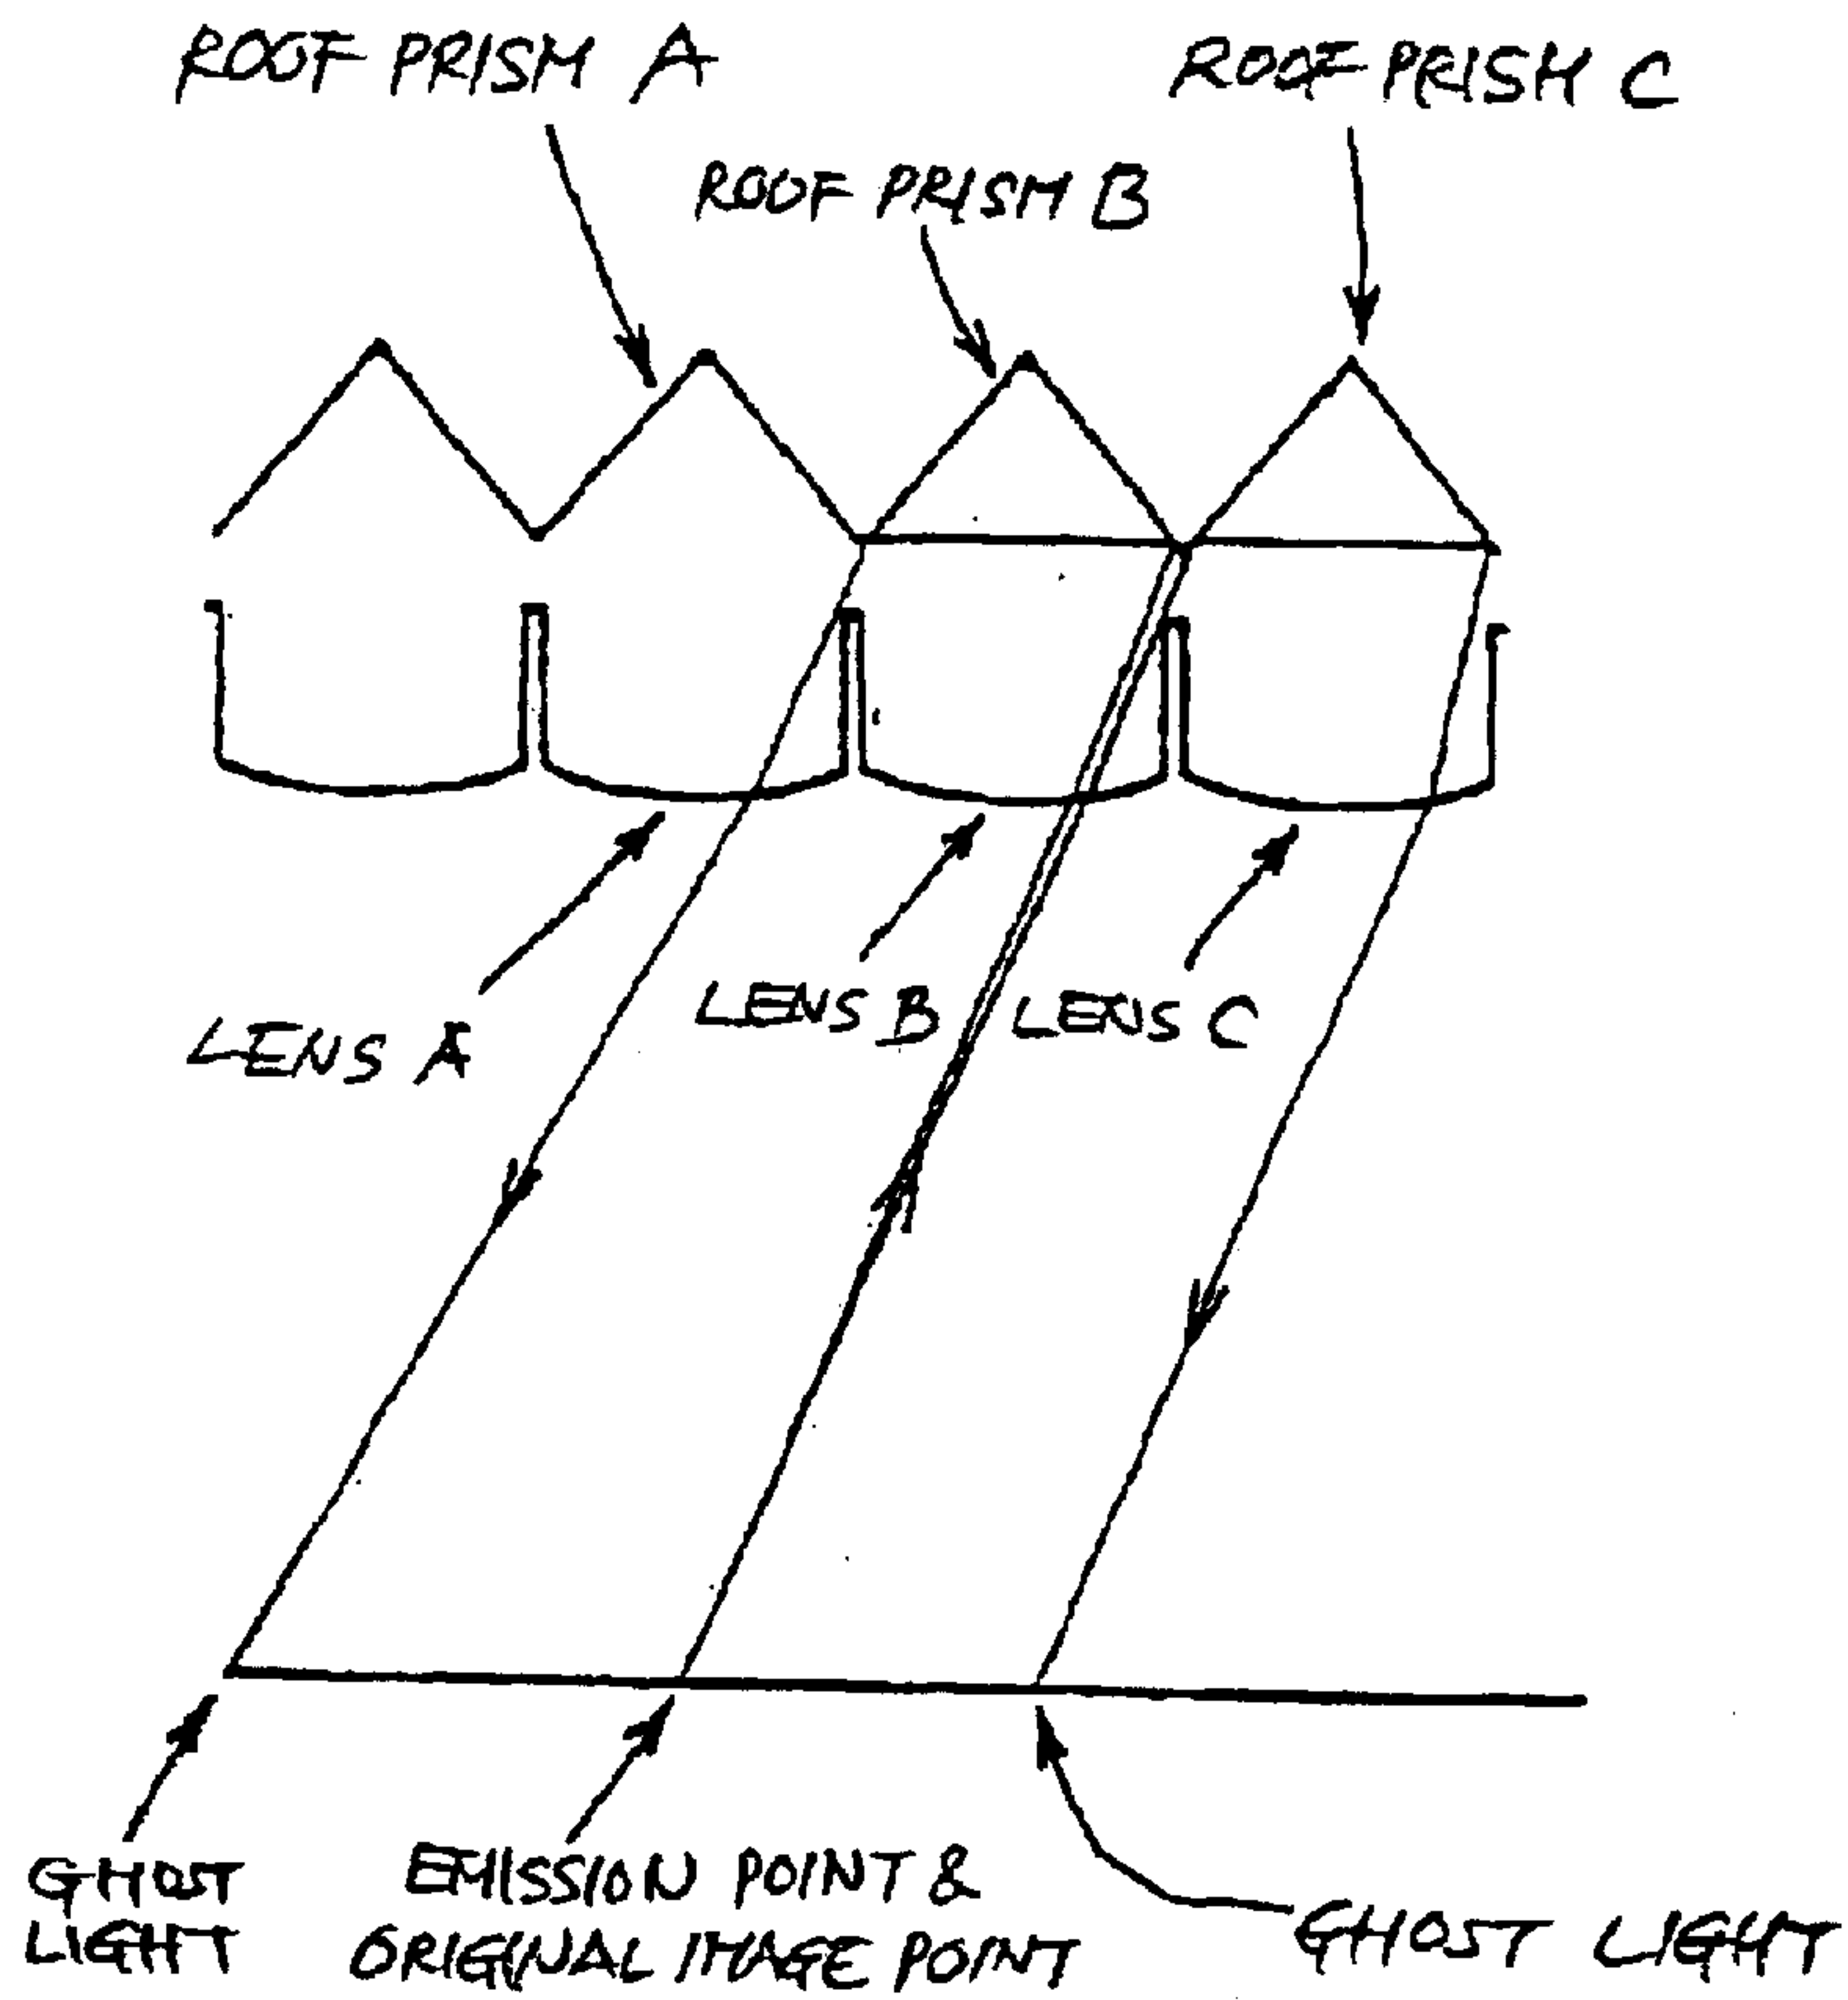 ROOF PRISM A
ROOF PRISM C
ROOF PRISM B
LENS A
LENS B
LENS C
GHOST
LIGHT
EMISSION POINT &
ORIGINAL IMAGE POINT
GHOST LIGHT